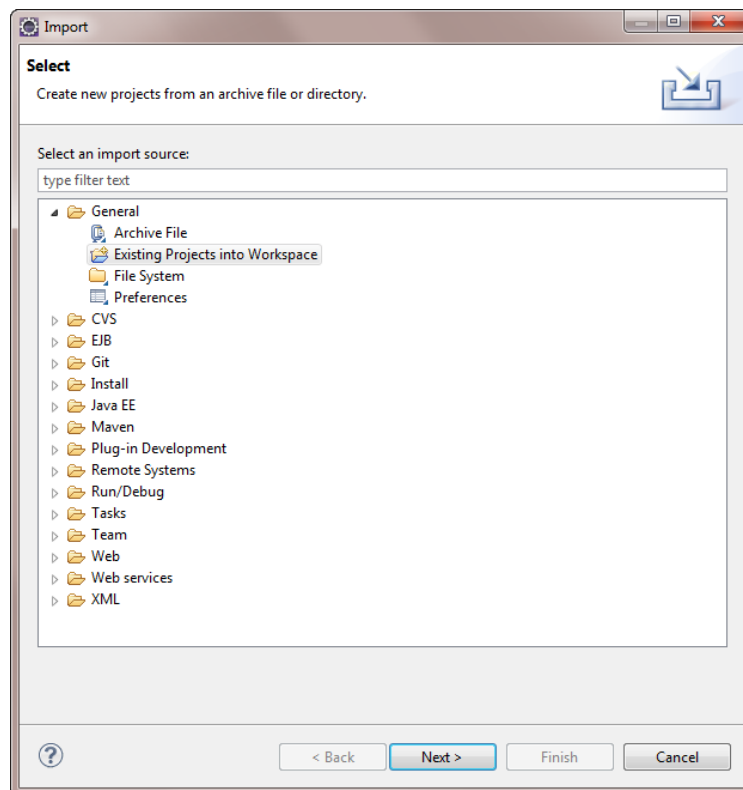 Import
Select
Create new projects from an archive file or directory.
Select an import source:
type filter text
General
Archive File
Existing Projects into Workspace
File System
Preferences
CVS
EJB
Git
Install
Java EE
Maven
Plug-in Development
Remote Systems
Run/Debug
Tasks
Team
Web
Web services
XML
?
< Back Next > Finish Cancel